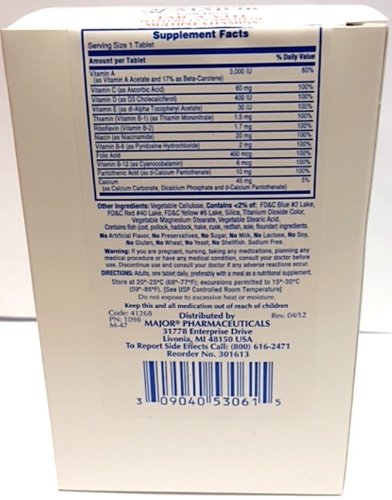 MULTIPLE VITAMINS
Supplement Facts
Serving Size 1 Tablet
Amount per Tablet % Daily Value
Vitamin A 3,000 IU 60%
(as Vitamin A Acetate and 17% as Beta-Carotene)
Vitamin C (as Ascorbic Acid) 60 mg 100%
Vitamin D (as D3 Cholecalciferol) 400 IU 100%
Vitamin E (as dl-Alpha Tocopheryl Acetate) 30 IU 100%
Thiamin (Vitamin B-1) (as Thiamin Mononitrate) 1.5 mg 100%
Riboflavin (Vitamin B-2) 1.7 mg 100%
Niacin (as Niacinamide) 20 mg 100%
Vitamin B-6 (as Pyridoxine Hydrochloride) 2 mg 100%
Folic Acid 400 mcg 100%
Vitamin B-12 (as Cyanocobalamin) 6 mcg 100%
Pantothenic Acid (as d-Calcium Pantothenate) 10 mg 100%
Calcium 45 mg 5%
(as Calcium Carbonate, Dicalcium Phosphate and d-Calcium Pantothenate)
Other Ingredients: Vegetable Cellulose, Contains <2% of: FD&C Blue #2 Lake,
FD&C Red #40 Lake, FD&C Yellow #6 Lake, Silica, Titanium Dioxide Color,
Vegetable Magnesium Stearate, Vegetable Stearic Acid.
Contains fish (cod, pollock, haddock, hake, cusk, redfish, sole, flounder) ingredients.
No Artificial Flavor, No Preservatives, No Sugar, No Milk, No Lactose, No Soy,
No Gluten, No Wheat, No Yeast, No Shellfish. Sodium Free.
Warning: If you are pregnant, nursing, taking any medications, planning any
medical procedure or have any medical condition, consult your doctor before
use. Discontinue use and consult your doctor if any adverse reactions occur.
DIRECTIONS: Adults, one tablet daily, preferably with a meal as a nutritional supplement.
Store at 20°-25°C (68°-77°F); excursions permitted to 15°-30°C
(59°-86°F). [See USP Controlled Room Temperature]
Do not expose to excessive heat or moisture.
Keep this and all medication out of reach of children
Code: 41268 Distributed by Rev. 04/12
PN: 1098 MAJOR® PHARMACEUTICALS
M-47 31778 Enterprise Drive
Livonia, MI 48150 USA
To Report Side Effects Call: (800) 616-2471
Reorder No. 301613
3 09040 53061 5